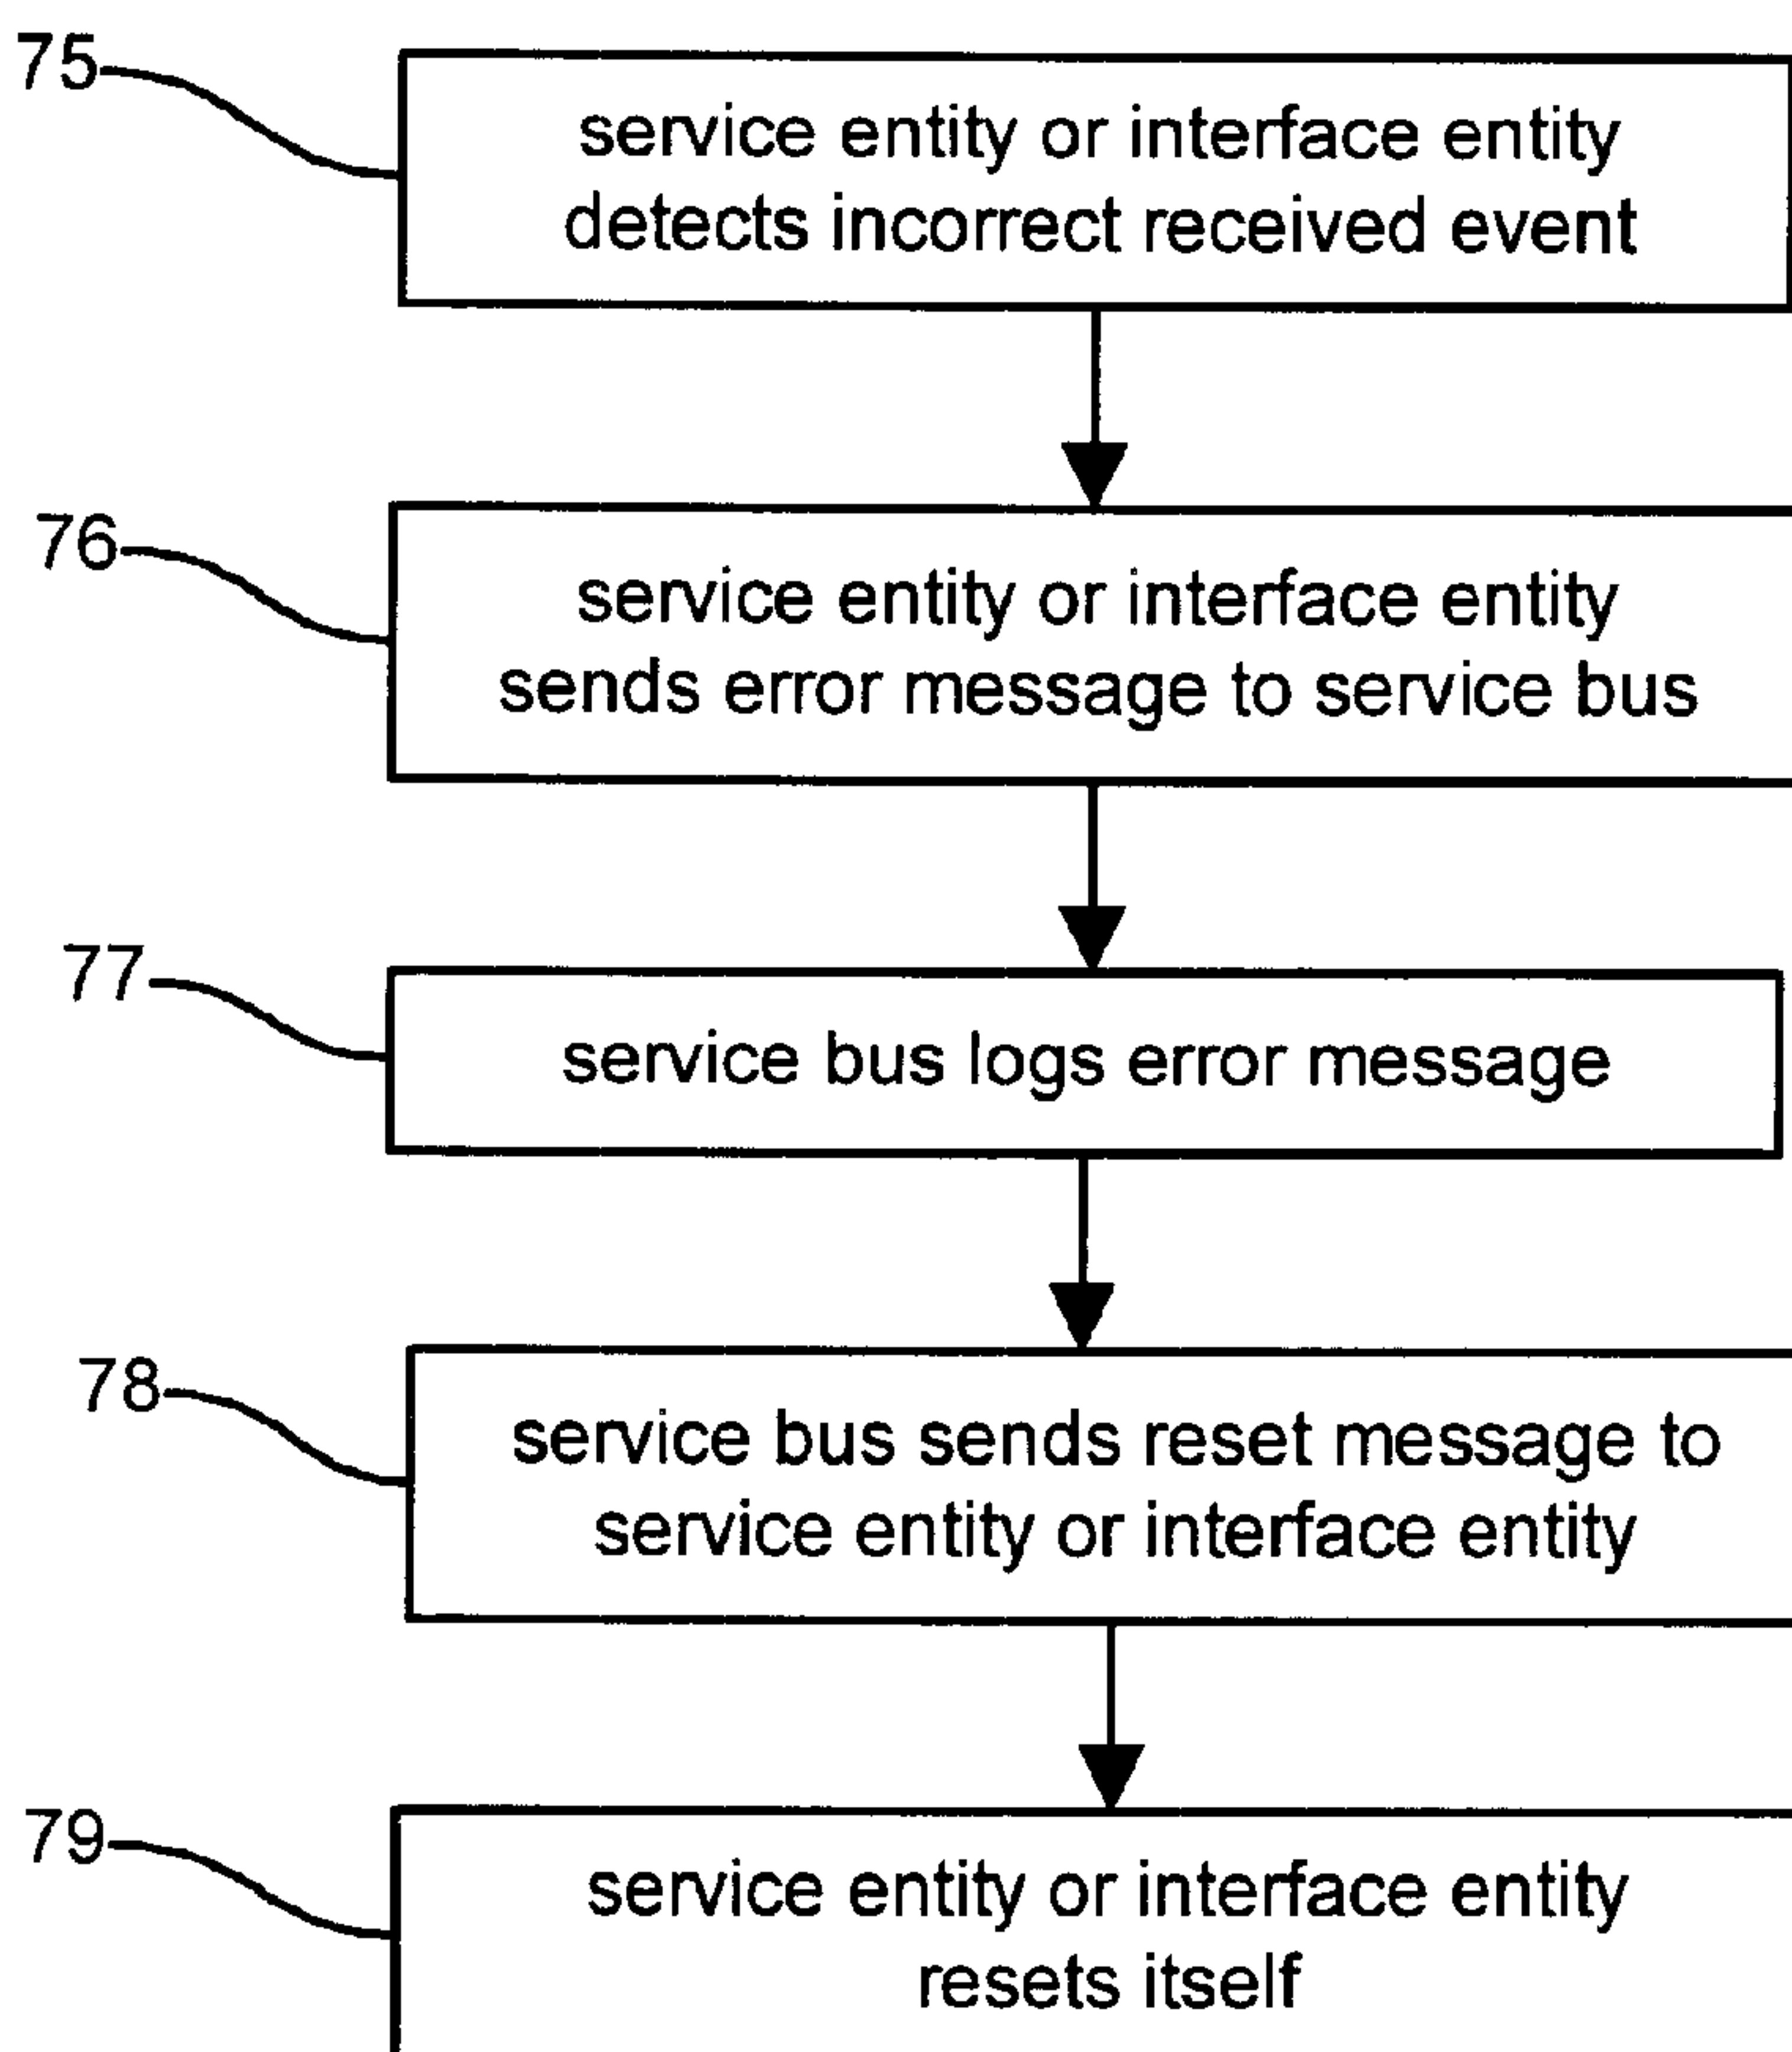 75
service entity or interface entity
detects incorrect received event
76
service entity or interface entity
sends error message to service bus
77
service bus logs error message
78
service bus sends reset message to
service entity or interface entity
79
service entity or interface entity
resets itself